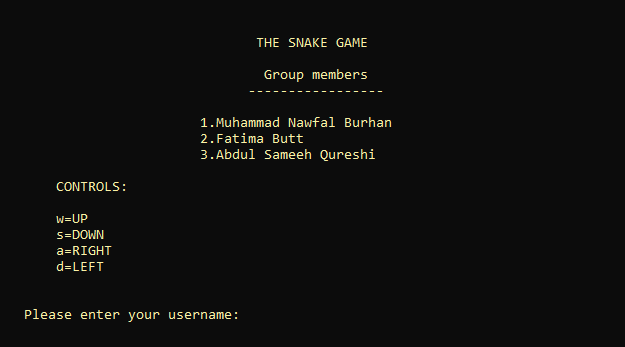 THE SNAKE GAME
Group members
-----------------
1.Muhammad Nawfal Burhan
2.Fatima Butt
3.Abdul Sameeh Qureshi
CONTROLS:
w=UP
s=DOWN
a=RIGHT
d=LEFT
Please enter your username: